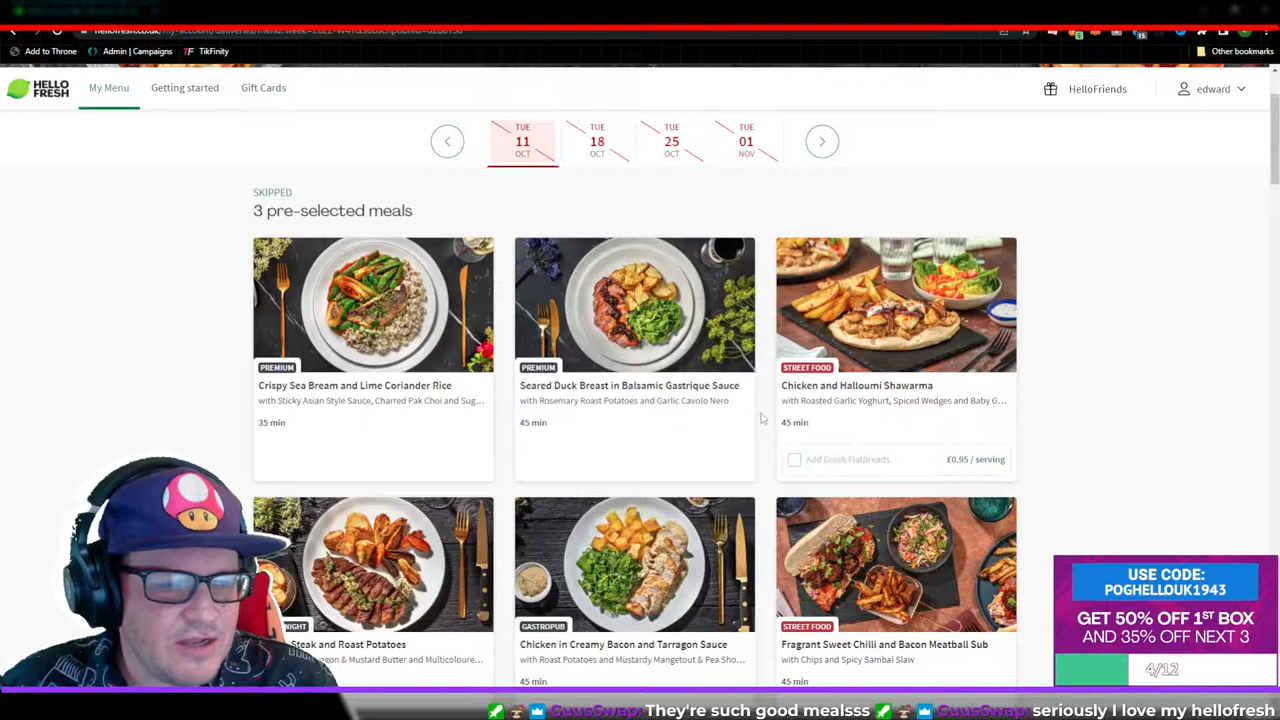 Add to Throne
Admin | Campaigns
TikFinity
Other bookmarks
HELLO FRESH
My Menu
Getting started
Gift Cards
HelloFriends
edward
TUE
11
OCT
TUE
18
OCT
TUE
25
OCT
TUE
01
NOV
SKIPPED
3 pre-selected meals
PREMIUM
Crispy Sea Bream and Lime Coriander Rice
with Sticky Asian Style Sauce, Charred Pak Choi and Sug...
35 min
PREMIUM
Seared Duck Breast in Balsamic Gastrique Sauce
with Rosemary Roast Potatoes and Garlic Cavolo Nero
45 min
STREET FOOD
Chicken and Halloumi Shawarma
with Roasted Garlic Yoghurt, Spiced Wedges and Baby G...
45 min
Add Greek Flatbreads
£0.95 / serving
Steak and Roast Potatoes
& Mustard Butter and Multicoloure...
GASTROPUB
Chicken in Creamy Bacon and Tarragon Sauce
with Roast Potatoes and Mustardy Mangetout & Pea Sho...
45 min
STREET FOOD
Fragrant Sweet Chilli and Bacon Meatball Sub
with Chips and Spicy Sambal Slaw
45 min
USE CODE:
POGHELLOUK1943
GET 50% OFF 1ST BOX
AND 35% OFF NEXT 3
4/12
GuusSwap: They're such good mealsss
GuusSwap: seriously I love my hellofresh